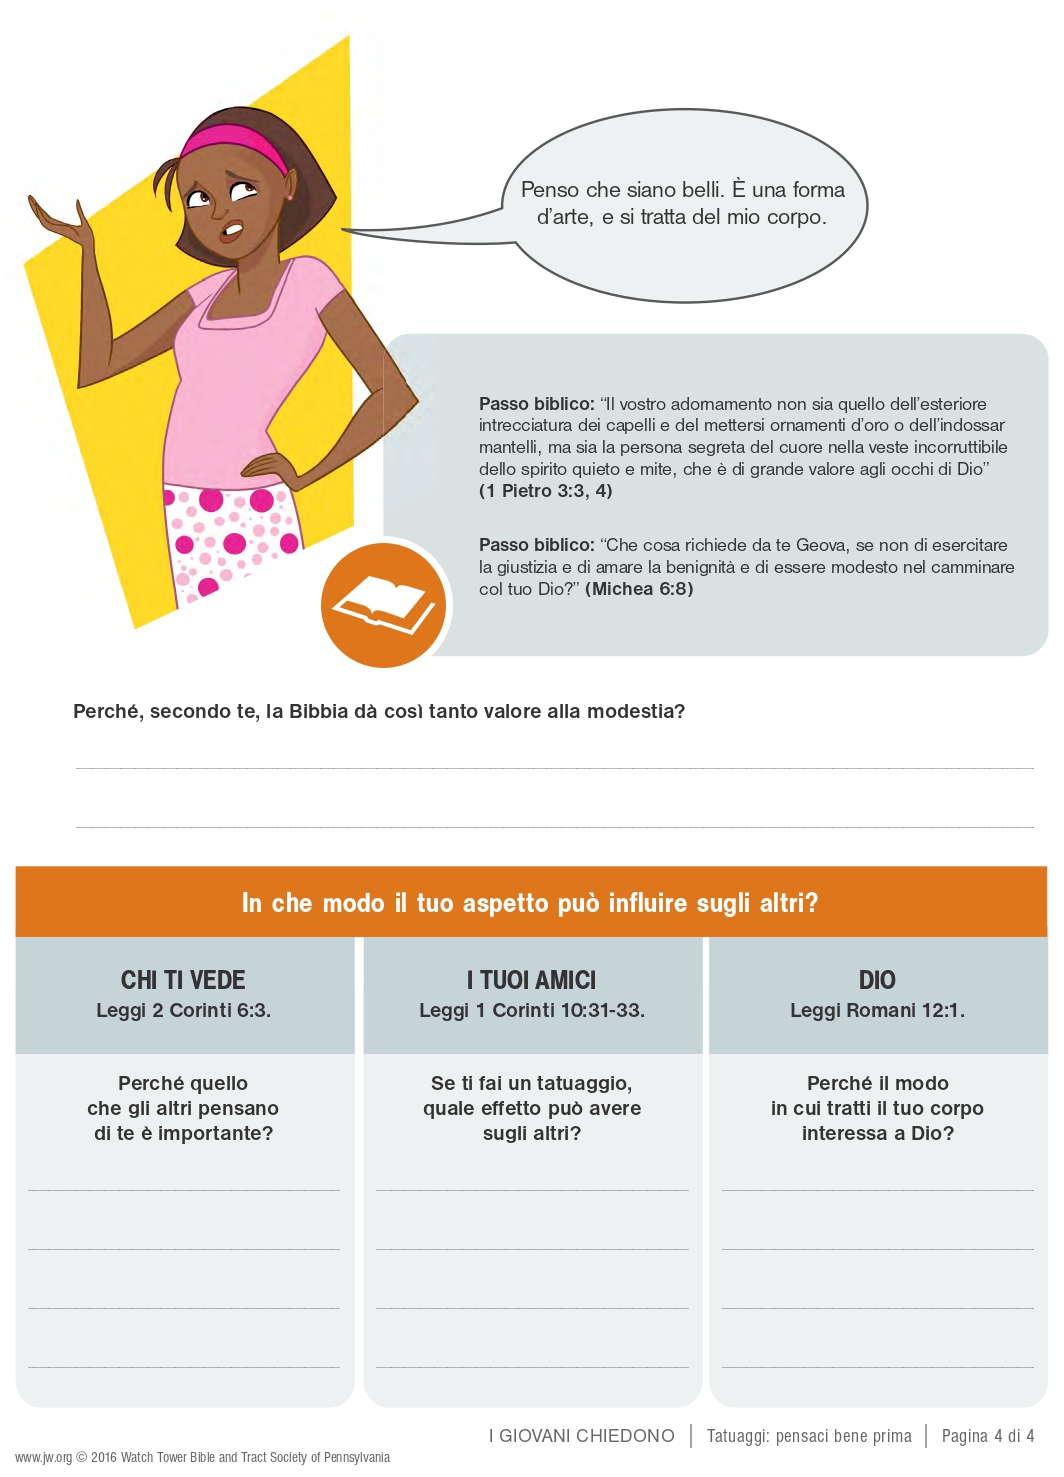 Penso che siano belli. È una forma
d'arte, e si tratta del mio corpo.
Passo biblico: “Il vostro adornamento non sia quello dell'esteriore
intrecciatura dei capelli e del mettersi ornamenti d'oro o dell'indossar
mantelli, ma sia la persona segreta del cuore nella veste incorruttibile
dello spirito quieto e mite, che è di grande valore agli occhi di Dio”
(1 Pietro 3:3, 4)
Passo biblico: “Che cosa richiede da te Geova, se non di esercitare
la giustizia e di amare la benignità e di essere modesto nel camminare
col tuo Dio?” (Michea 6:8)
Perché, secondo te, la Bibbia dà così tanto valore alla modestia?
In che modo il tuo aspetto può influire sugli altri?
CHI TI VEDE
Leggi 2 Corinti 6:3.
Perché quello
che gli altri pensano
di te è importante?
I TUOI AMICI
Leggi 1 Corinti 10:31-33.
Se ti fai un tatuaggio,
quale effetto può avere
sugli altri?
DIO
Leggi Romani 12:1.
Perché il modo
in cui tratti il tuo corpo
interessa a Dio?
I GIOVANI CHIEDONO | Tatuaggi: pensaci bene prima | Pagina 4 di 4
www.jw.org © 2016 Watch Tower Bible and Tract Society of Pennsylvania